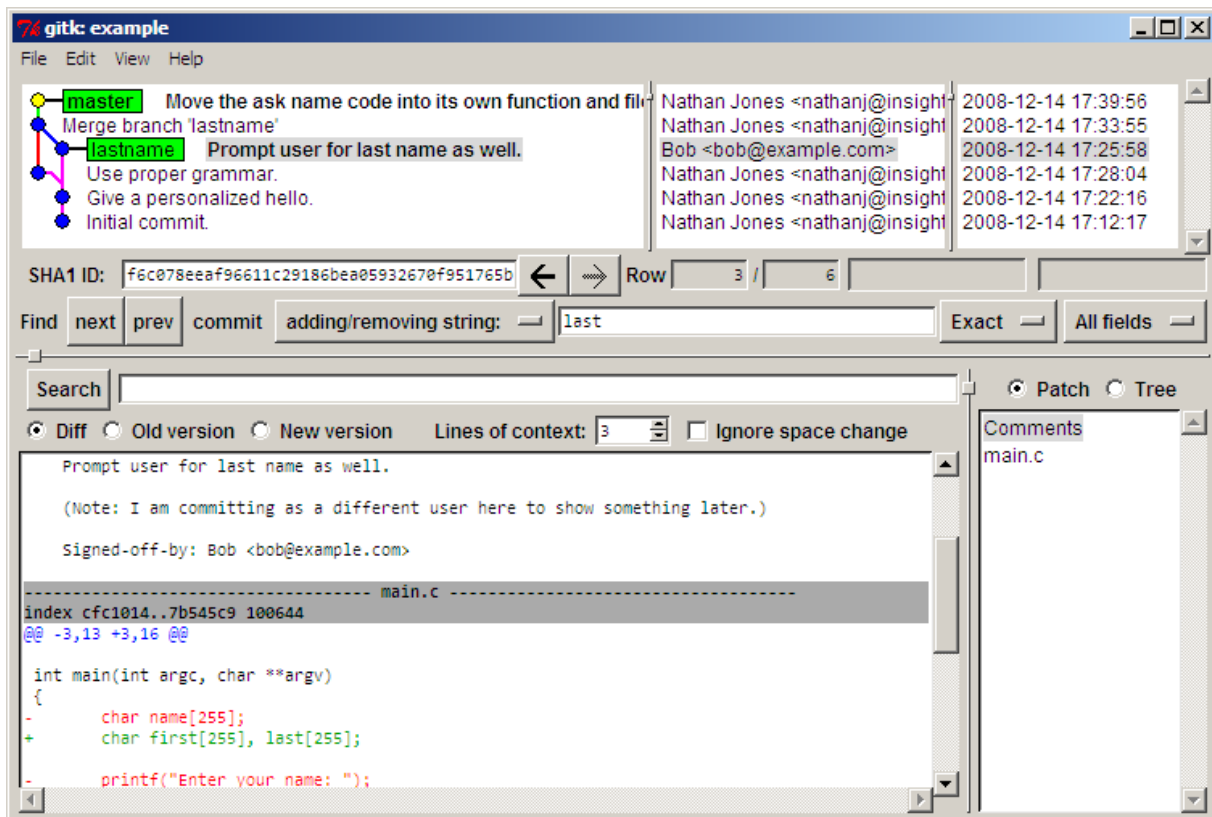 gitk: example
File Edit View Help
master Move the ask name code into its own function and file Nathan Jones <nathanj@insight 2008-12-14 17:39:56
Merge branch 'lastname' Nathan Jones <nathanj@insight 2008-12-14 17:33:55
lastname Prompt user for last name as well. Bob <bob@example.com> 2008-12-14 17:25:58
Use proper grammar. Nathan Jones <nathanj@insight 2008-12-14 17:28:04
Give a personalized hello. Nathan Jones <nathanj@insight 2008-12-14 17:22:16
Initial commit. Nathan Jones <nathanj@insight 2008-12-14 17:12:17
SHA1 ID: f6c078eeaf96611c29186bea05932670f951765b Row 3 / 6
Find next prev commit adding/removing string: last Exact All fields
Search Patch Tree
Diff Old version New version Lines of context: 3 Ignore space change
Comments
main.c
Prompt user for last name as well.
(Note: I am committing as a different user here to show something later.)
Signed-off-by: Bob <bob@example.com>
------------------------------------ main.c ------------------------------------
index cfc1014..7b545c9 100644
@@ -3,13 +3,16 @@
int main(int argc, char **argv)
{
- char name[255];
+ char first[255], last[255];
- printf("Enter your name: ");